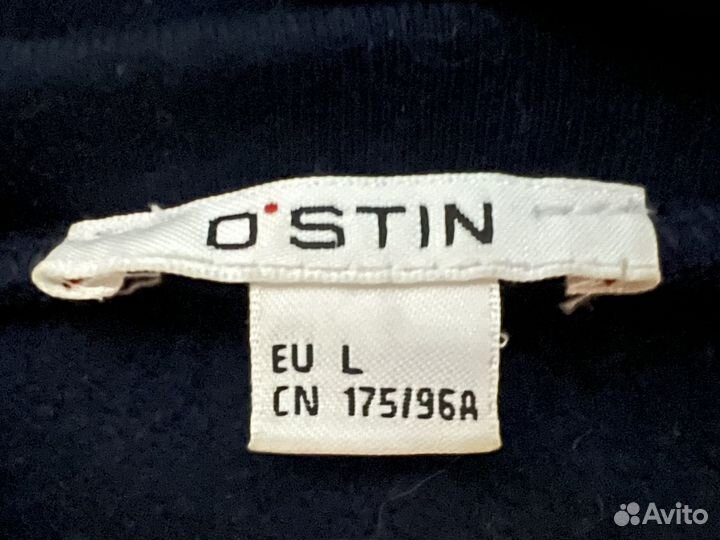 O'STIN
EU L
CN 175/96A
Avito